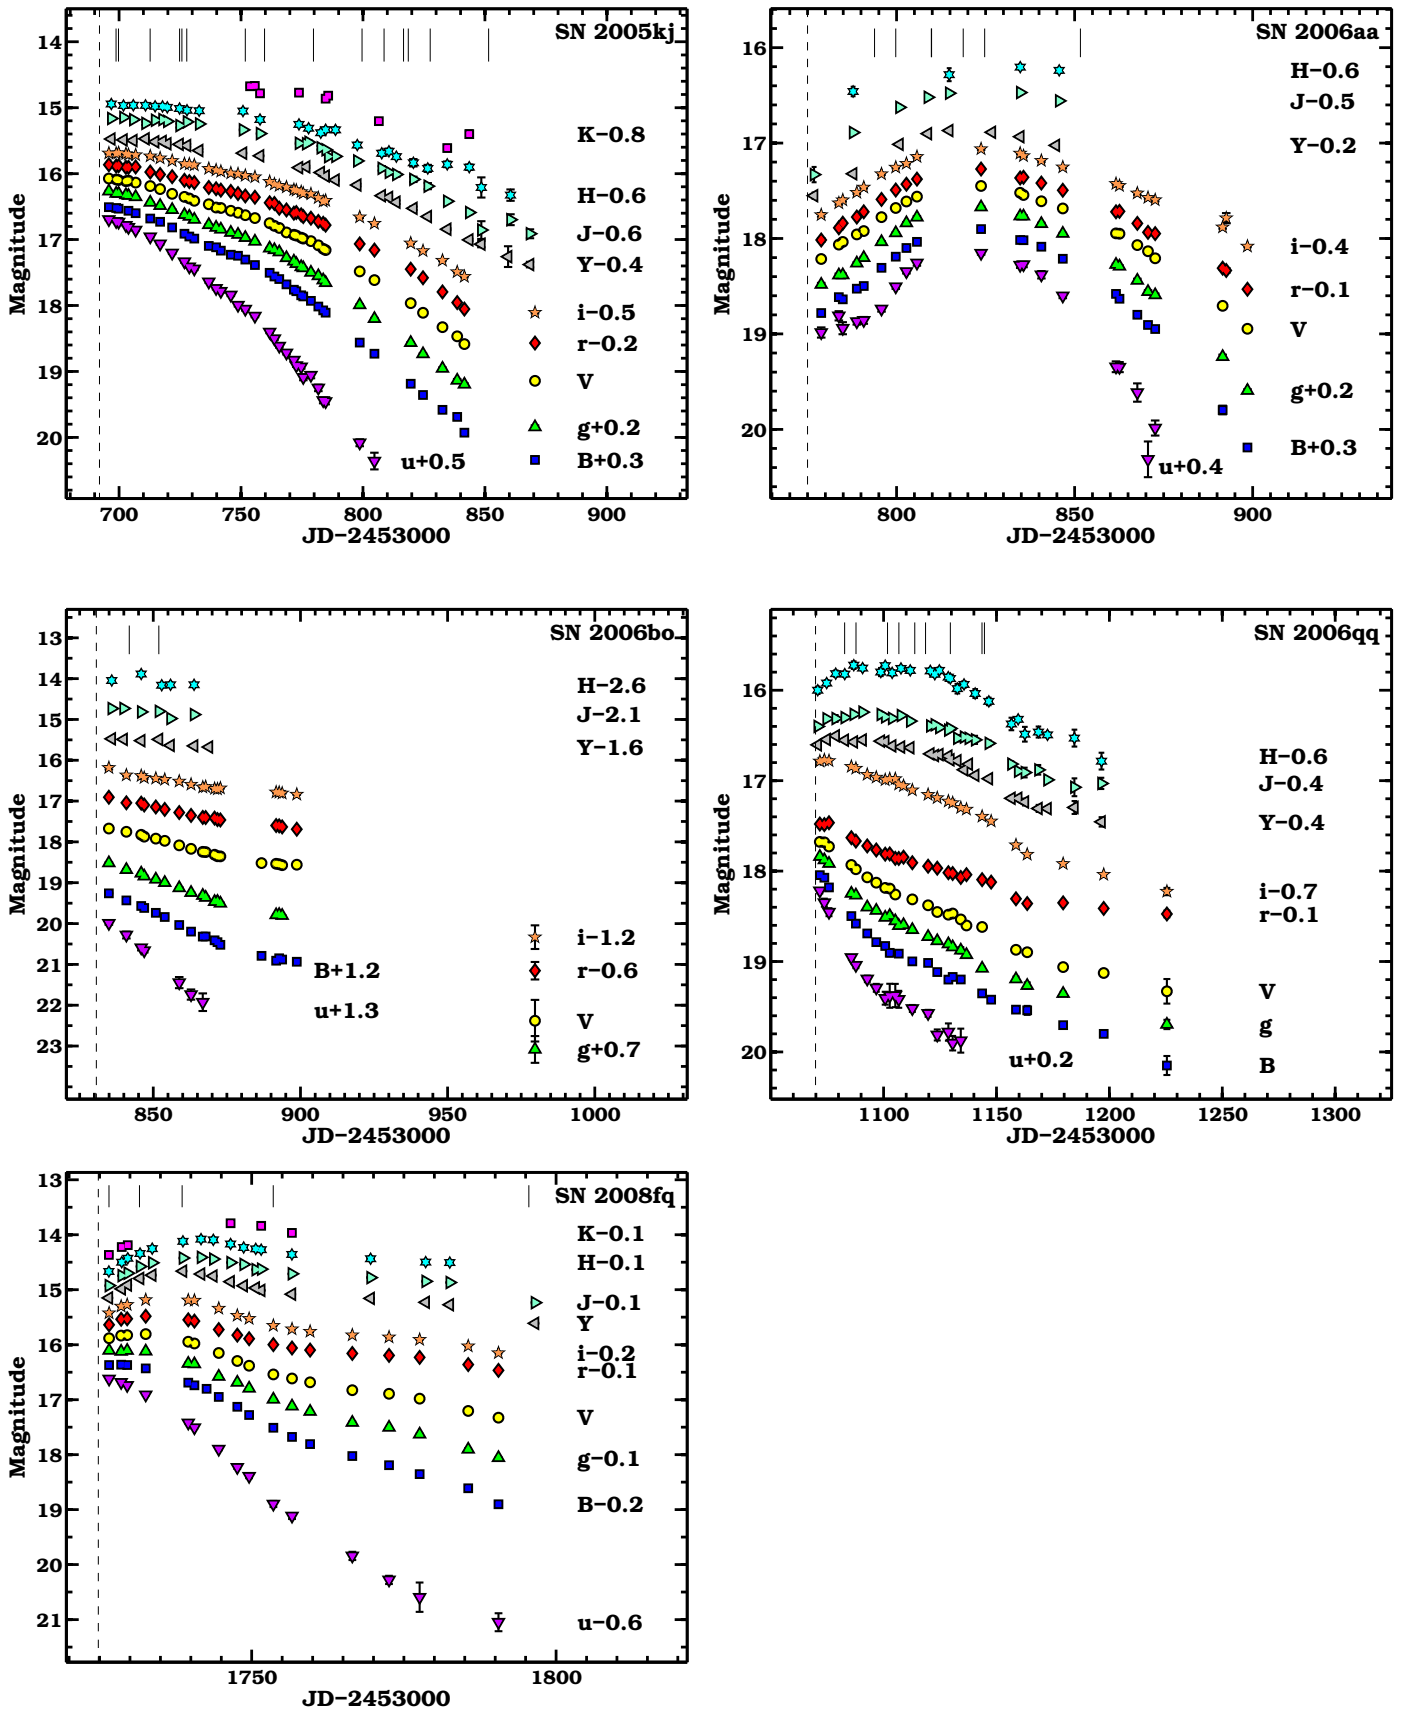 SN 2005kj
14
15
16
17
18
19
20
Magnitude
K−0.8
H−0.6
J−0.6
Y−0.4
i−0.5
r−0.2
V
g+0.2
B+0.3
u+0.5
700 750 800 850 900
JD−2453000
SN 2006aa
16
17
18
19
20
Magnitude
H−0.6
J−0.5
Y−0.2
i−0.4
r−0.1
V
g+0.2
B+0.3
u+0.4
800 850 900
JD−2453000
SN 2006bo
13
14
15
16
17
18
19
20
21
22
23
Magnitude
H−2.6
J−2.1
Y−1.6
i−1.2
r−0.6
B+1.2
u+1.3
V
g+0.7
850 900 950 1000
JD−2453000
SN 2006qq
16
17
18
19
20
Magnitude
H−0.6
J−0.4
Y−0.4
i−0.7
r−0.1
V
g
B
u+0.2
1100 1150 1200 1250 1300
JD−2453000
SN 2008fq
13
14
15
16
17
18
19
20
21
Magnitude
K−0.1
H−0.1
J−0.1
Y
i−0.2
r−0.1
V
g−0.1
B−0.2
u−0.6
1750 1800
JD−2453000